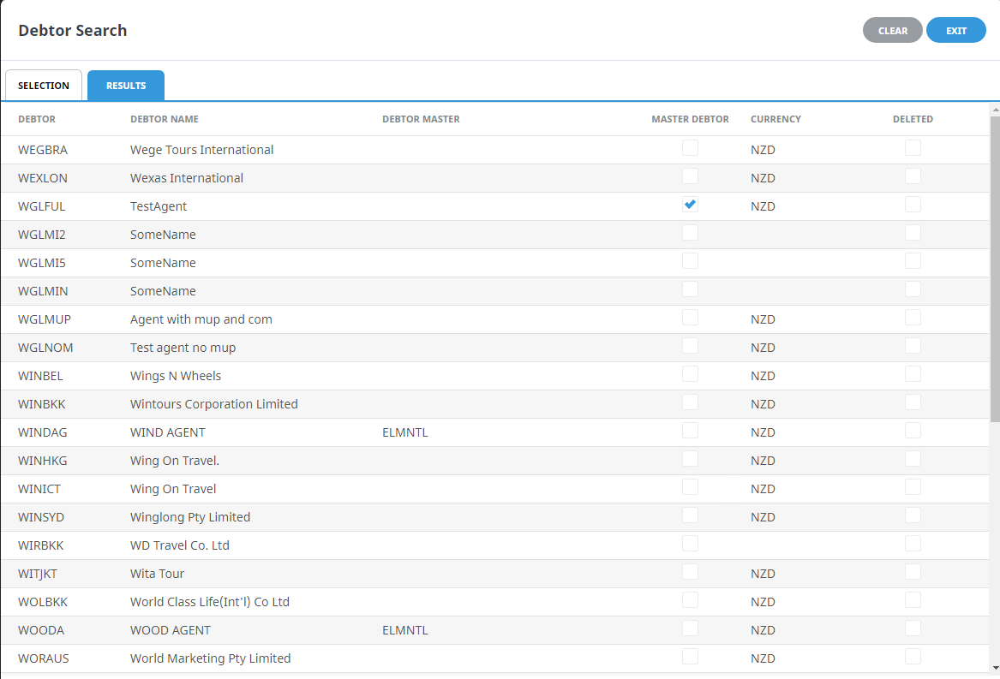 Debtor Search
CLEAR
EXIT
SELECTION
RESULTS
DEBTOR DEBTOR NAME DEBTOR MASTER MASTER DEBTOR CURRENCY DELETED
WEGBRA Wege Tours International NZD
WEXLON Wexas International NZD
WGLFUL TestAgent NZD
WGLMI2 SomeName
WGLMI5 SomeName
WGLMIN SomeName
WGLMUP Agent with mup and com NZD
WGLNOM Test agent no mup NZD
WINBEL Wings N Wheels NZD
WINBKK Wintours Corporation Limited NZD
WINDAG WIND AGENT ELMNTL NZD
WINHKG Wing On Travel. NZD
WINICT Wing On Travel NZD
WINSYD Winglong Pty Limited NZD
WIRBKK WD Travel Co. Ltd
WITJKT Wita Tour NZD
WOLBKK World Class Life(Int'l) Co Ltd NZD
WOODA WOOD AGENT ELMNTL NZD
WORAUS World Marketing Pty Limited NZD